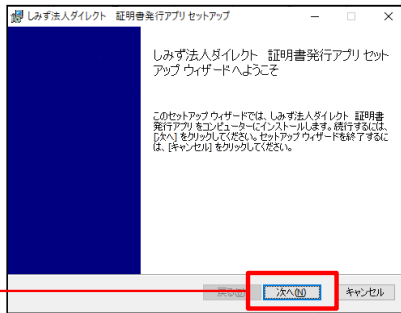 しみず法人ダイレクト　証明書発行アプリ セットアップ
しみず法人ダイレクト　証明書発行アプリ セット
アップ ウィザードへようこそ
このセットアップ ウィザードでは、しみず法人ダイレクト　証明書
発行アプリ をコンピューターにインストールします。続行するには、
[次へ] をクリックしてください。セットアップ ウィザードを終了するに
は、[キャンセル] をクリックしてください。
戻る(B) 次へ(N) キャンセル